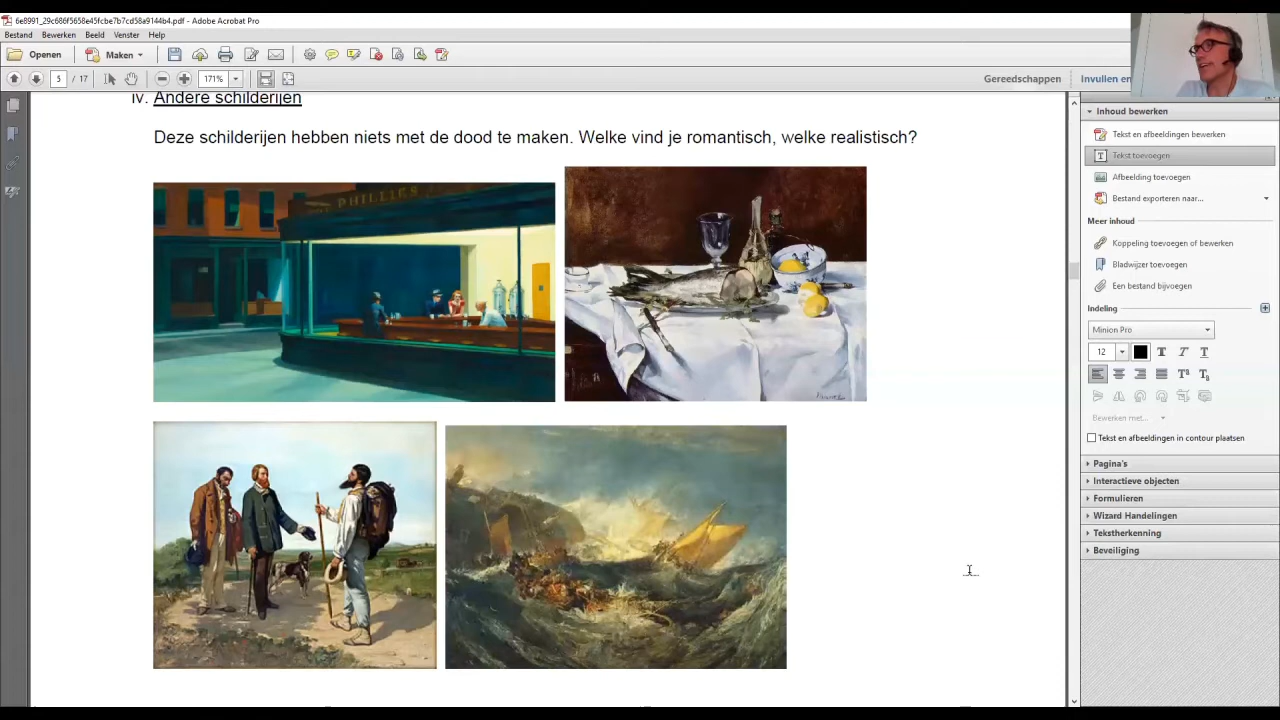 6e8991_29c686f5658e45fcbe7b7cd58a9144b4.pdf - Adobe Acrobat Pro
Bestand Bewerken Beeld Venster Help
Openen Maken
5 / 17 171% Gereedschappen Invullen en
iv. Andere schilderijen
Deze schilderijen hebben niets met de dood te maken. Welke vind je romantisch, welke realistisch?
PHILLIES
Inhoud bewerken
Tekst en afbeeldingen bewerken
Tekst toevoegen
Afbeelding toevoegen
Bestand exporteren naar...
Meer inhoud
Koppeling toevoegen of bewerken
Bladwijzer toevoegen
Een bestand bijvoegen
Indeling
Minion Pro
12
Bewerken met...
Tekst en afbeeldingen in contour plaatsen
Pagina's
Interactieve objecten
Formulieren
Wizard Handelingen
Tekstherkenning
Beveiliging